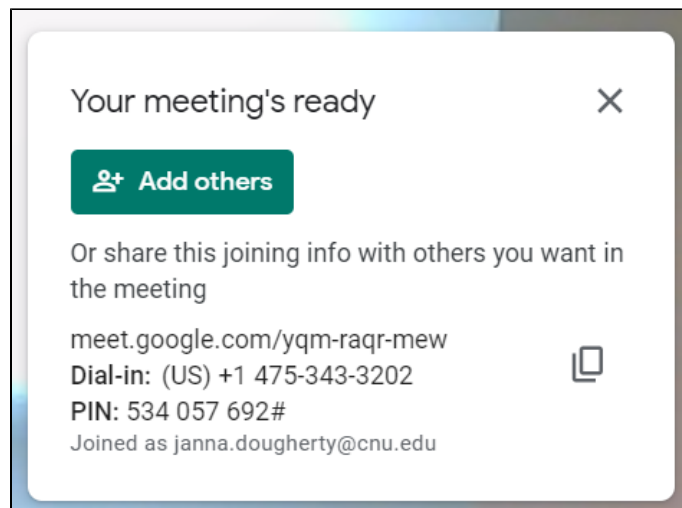 Your meeting's ready
Add others
Or share this joining info with others you want in
the meeting
meet.google.com/yqm-raqr-mew
Dial-in: (US) +1 475-343-3202
PIN: 534 057 692#
Joined as janna.dougherty@cnu.edu